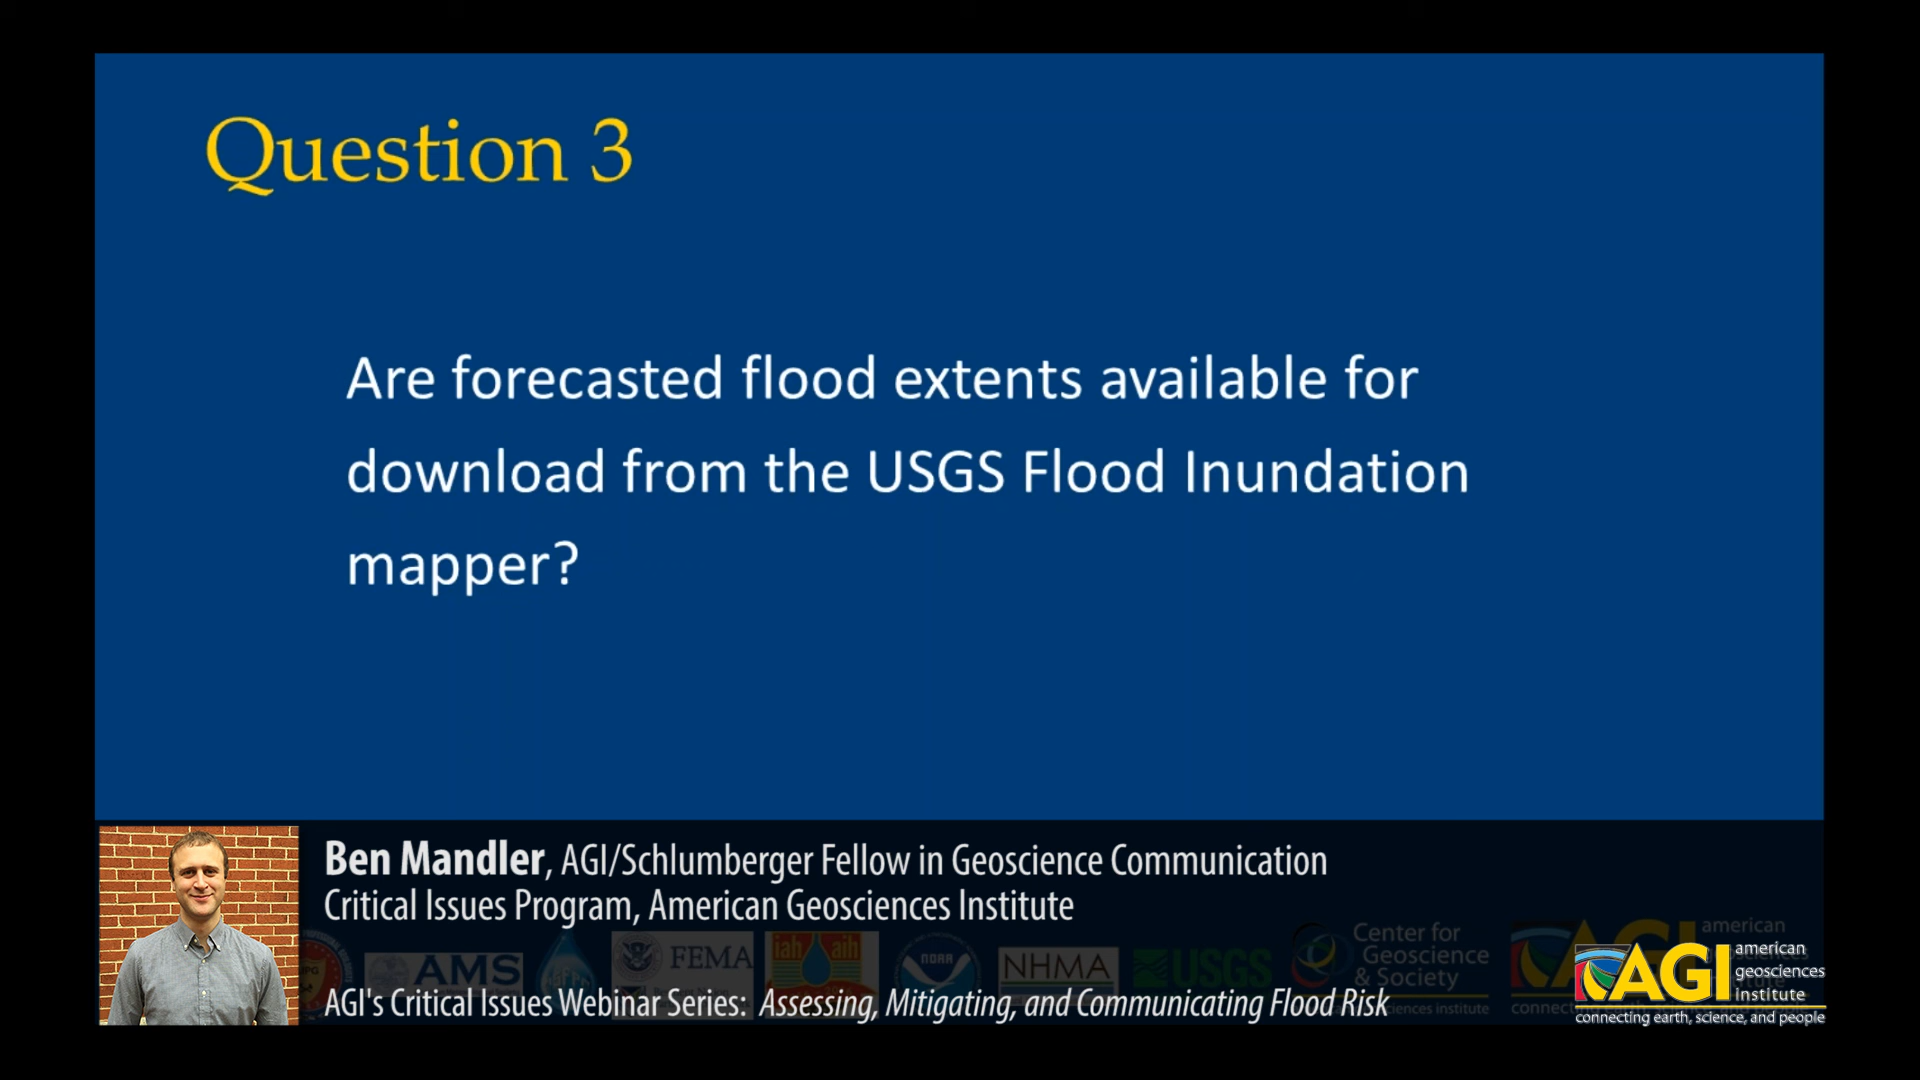 Question 3
Are forecasted flood extents available for
download from the USGS Flood Inundation
mapper?
Ben Mandler, AGI/Schlumberger Fellow in Geoscience Communication
Critical Issues Program, American Geosciences Institute
AMS
FEMA
iah aih
NOAA
NHMA
USGS
Center for
Geoscience
& Society
AGI's Critical Issues Webinar Series: Assessing, Mitigating, and Communicating Flood Risk
AGI
american
geosciences
institute
connecting earth, science, and people